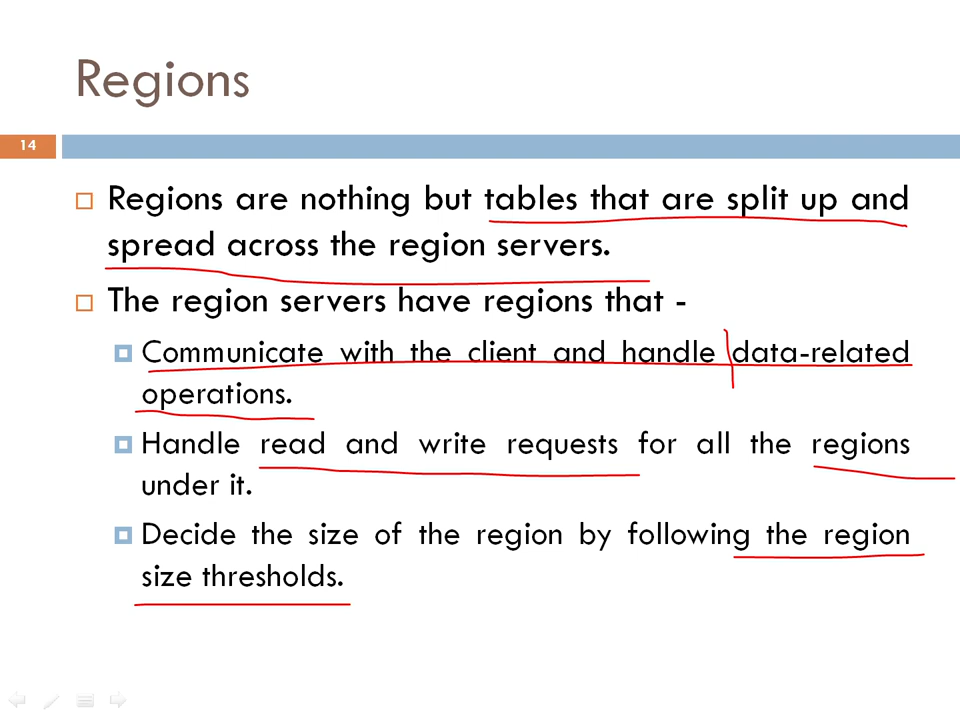 Regions
14
Regions are nothing but tables that are split up and
spread across the region servers.
The region servers have regions that -
Communicate with the client and handle data-related
operations.
Handle read and write requests for all the regions
under it.
Decide the size of the region by following the region
size thresholds.